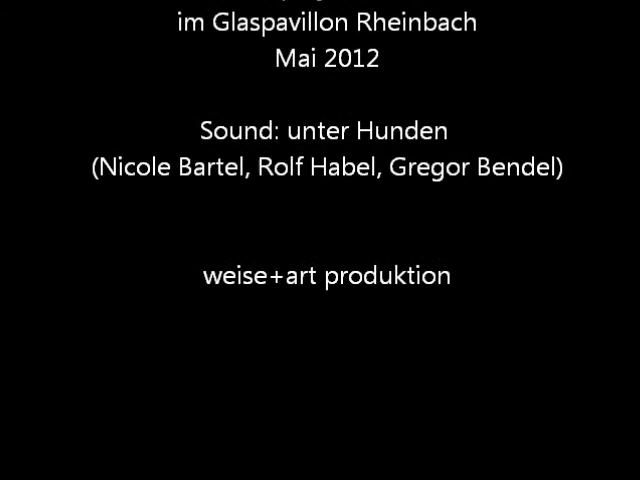 im Glaspavillon Rheinbach
Mai 2012
Sound: unter Hunden
(Nicole Bartel, Rolf Habel, Gregor Bendel)
weise+art produktion